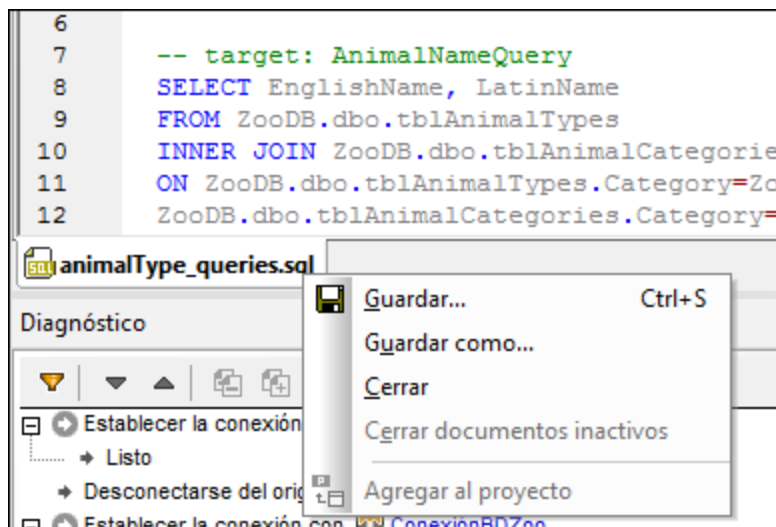 6
7 -- target: AnimalNameQuery
8 SELECT EnglishName, LatinName
9 FROM ZooDB.dbo.tblAnimalTypes
10 INNER JOIN ZooDB.dbo.tblAnimalCategorie
11 ON ZooDB.dbo.tblAnimalTypes.Category=Zo
12 ZooDB.dbo.tblAnimalCategories.Category=
animalType_queries.sql
Guardar... Ctrl+S
Guardar como...
Cerrar
Cerrar documentos inactivos
Agregar al proyecto
Diagnóstico
Establecer la conexión
Listo
Desconectarse del orig
Establecer la conexión con ConexiónBDZoo